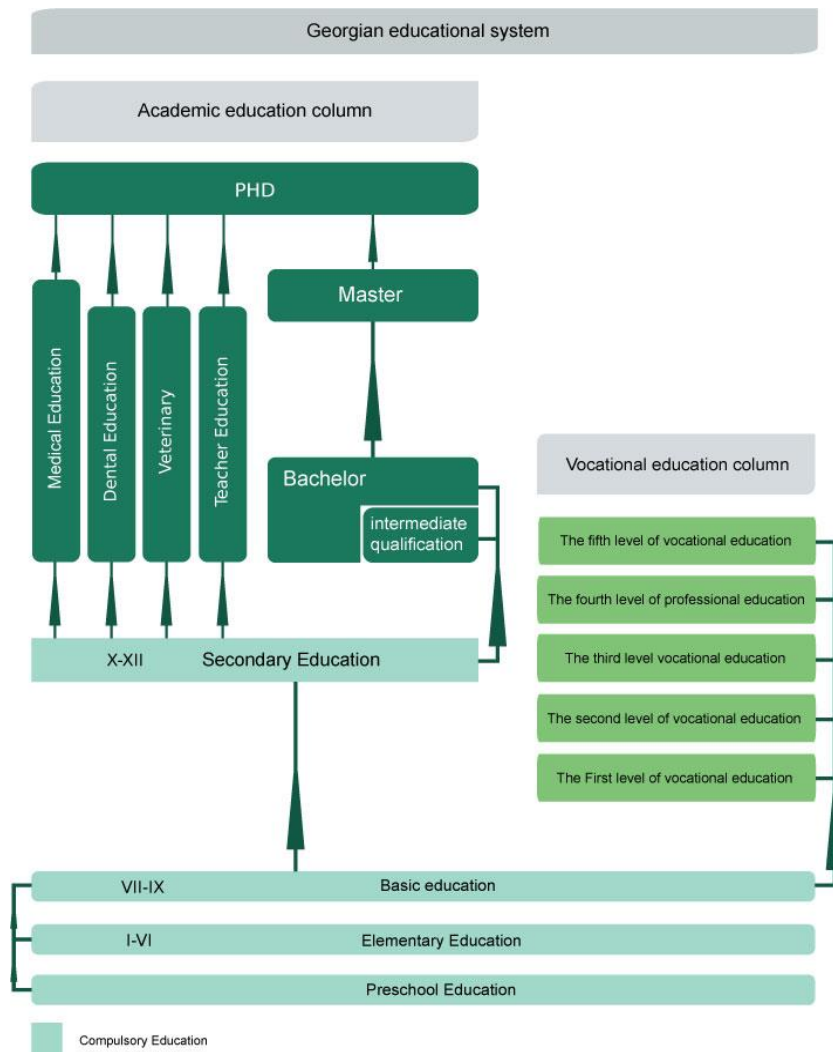 Georgian educational system
Academic education column
PHD
Master
Medical Education
Dental Education
Veterinary
Teacher Education
Bachelor
intermediate
qualification
Vocational education column
The fifth level of vocational education
The fourth level of professional education
The third level vocational education
The second level of vocational education
The First level of vocational education
X-XII Secondary Education
VII-IX Basic education
I-VI Elementary Education
Preschool Education
Compulsory Education